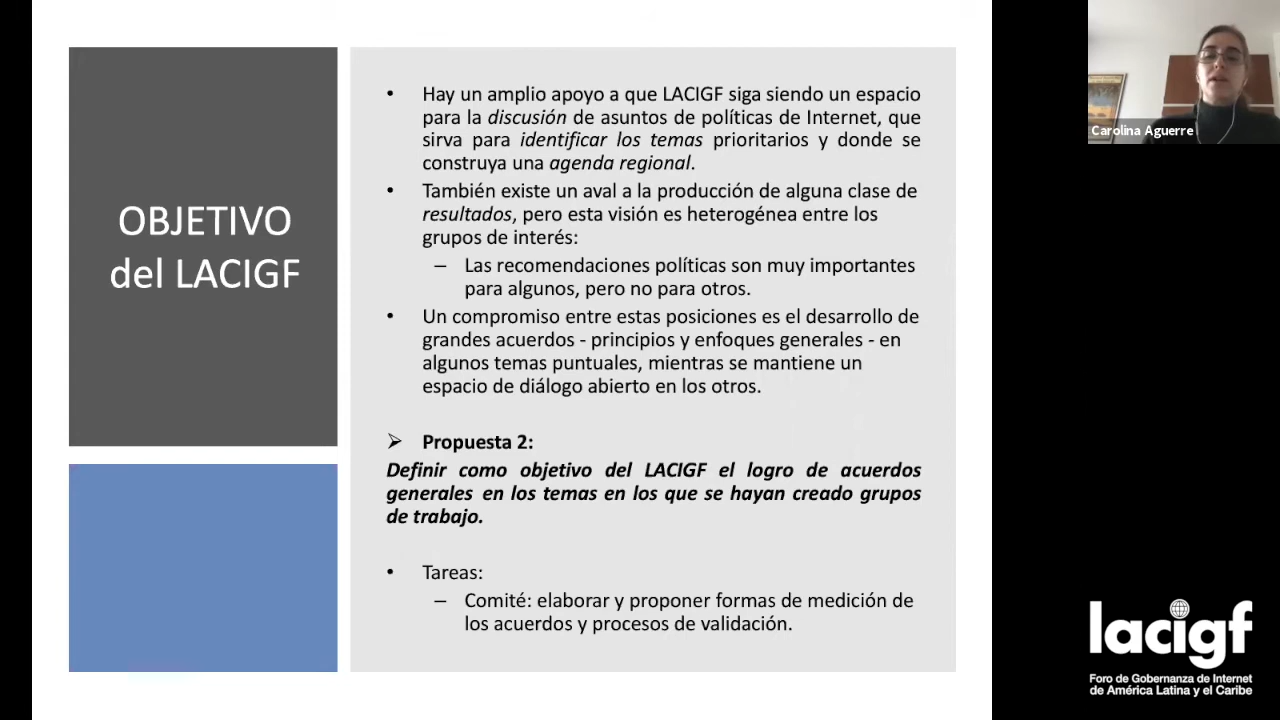 OBJETIVO
del LACIGF
• Hay un amplio apoyo a que LACIGF siga siendo un espacio
para la discusión de asuntos de políticas de Internet, que
sirva para identificar los temas prioritarios y donde se
construya una agenda regional.
• También existe un aval a la producción de alguna clase de
resultados, pero esta visión es heterogénea entre los
grupos de interés:
– Las recomendaciones políticas son muy importantes
para algunos, pero no para otros.
• Un compromiso entre estas posiciones es el desarrollo de
grandes acuerdos - principios y enfoques generales - en
algunos temas puntuales, mientras se mantiene un
espacio de diálogo abierto en los otros.
➢ Propuesta 2:
Definir como objetivo del LACIGF el logro de acuerdos
generales en los temas en los que se hayan creado grupos
de trabajo.
• Tareas:
– Comité: elaborar y proponer formas de medición de
los acuerdos y procesos de validación.
Carolina Aguerre
lacigf
Foro de Gobernanza de Internet
de América Latina y el Caribe